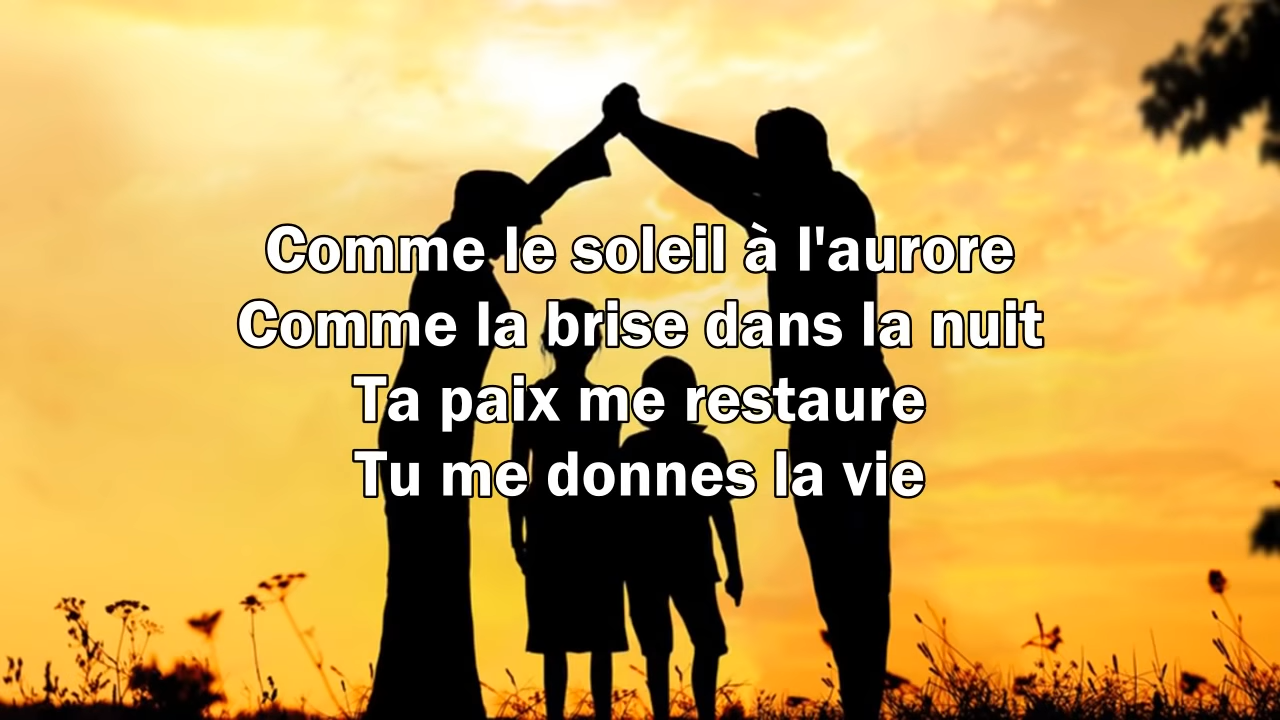 Comme le soleil à l'aurore
Comme la brise dans la nuit
Ta paix me restaure
Tu me donnes la vie